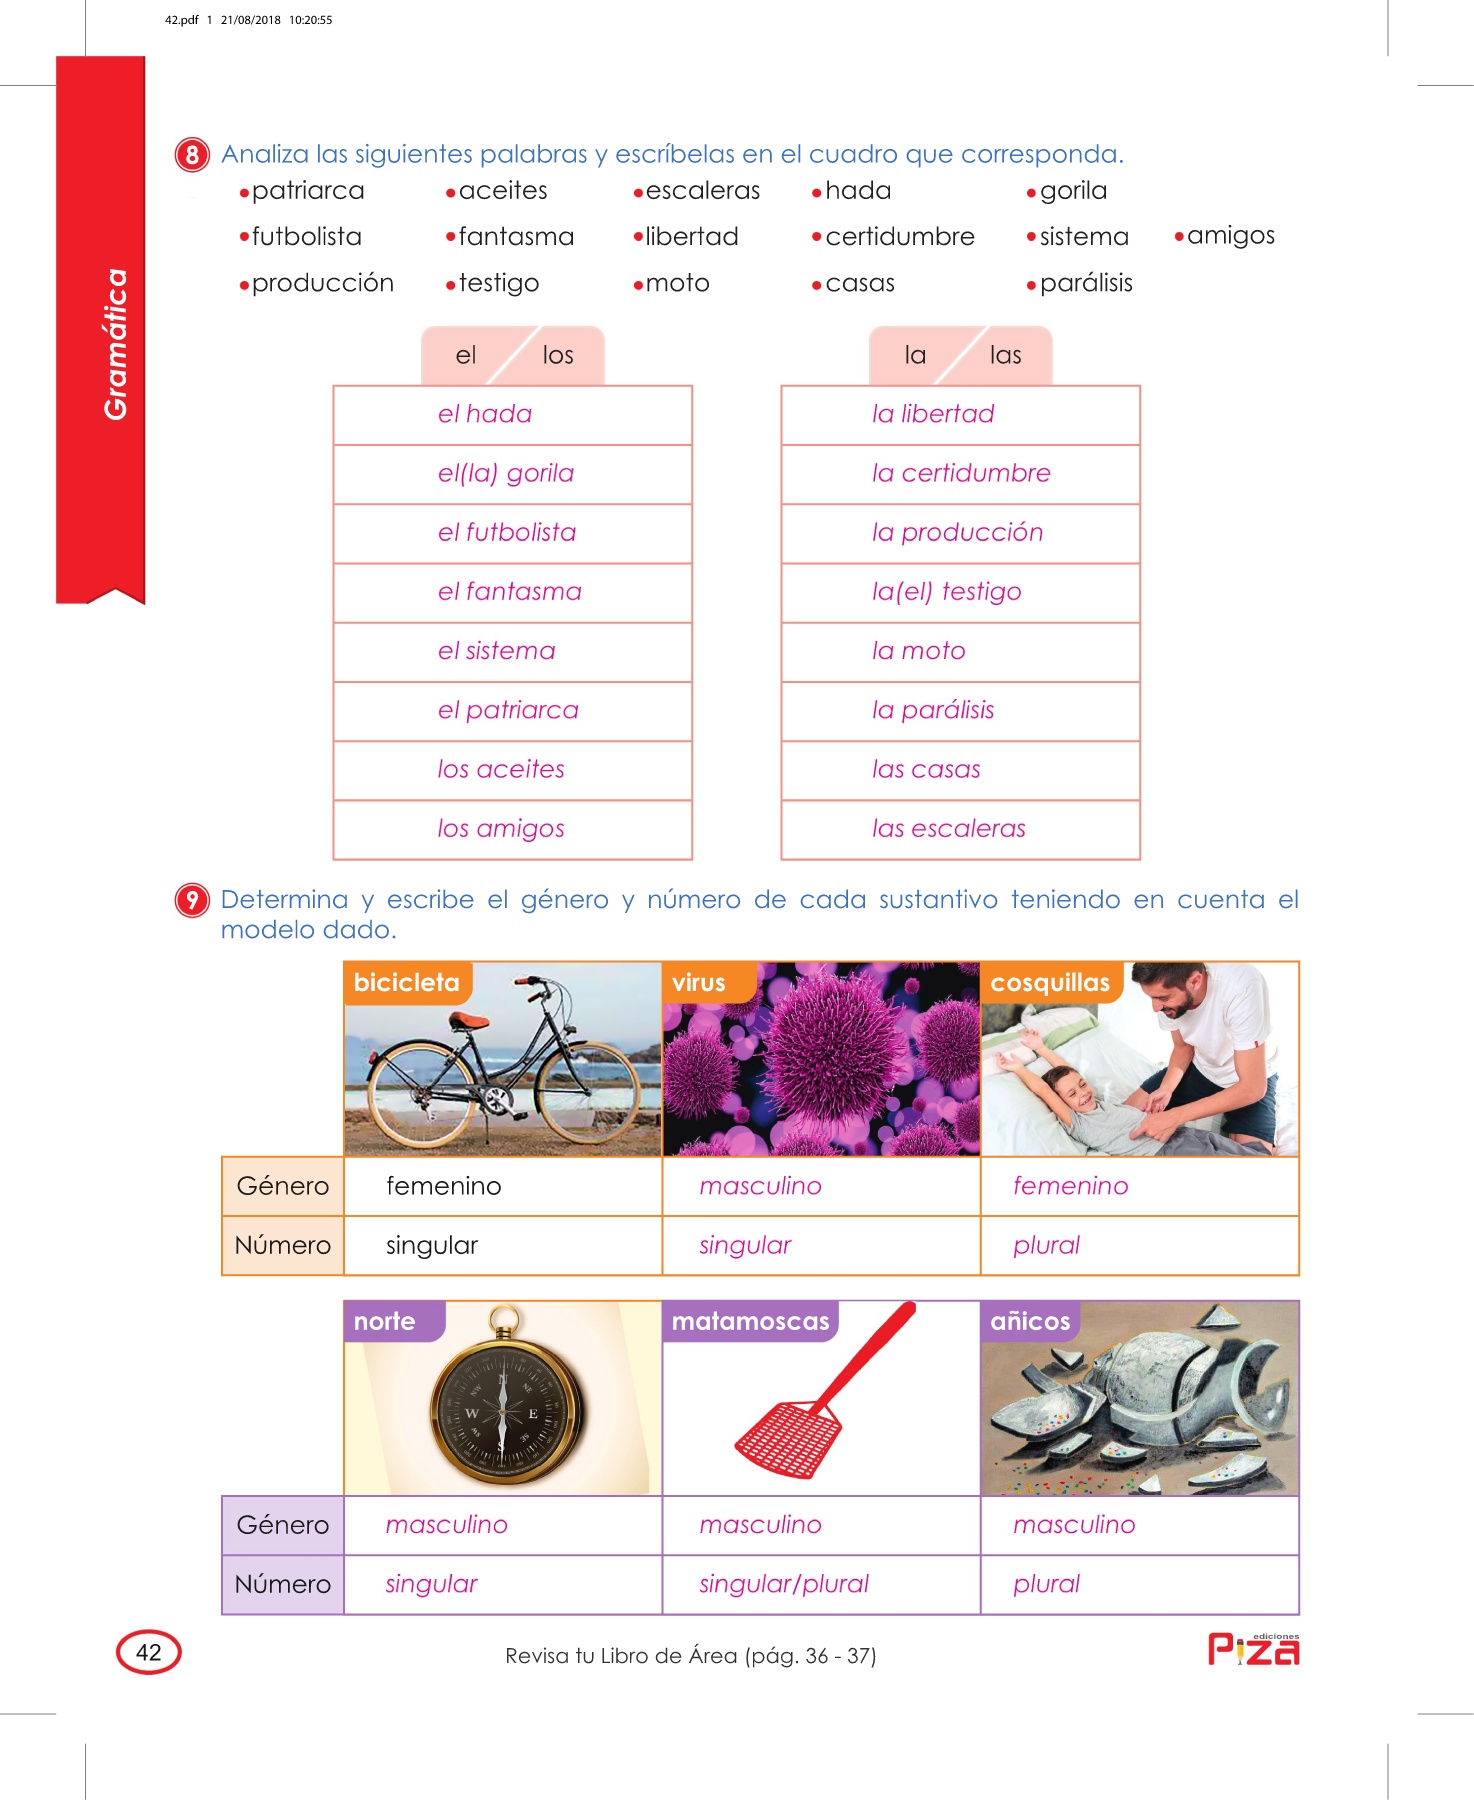 42.pdf 1 21/08/2018 10:20:55
Gramática
8 Analiza las siguientes palabras y escríbelas en el cuadro que corresponda.
•patriarca •aceites •escaleras •hada •gorila
•futbolista •fantasma •libertad •certidumbre •sistema •amigos
•producción •testigo •moto •casas •parálisis
el los la las
el hada la libertad
el(la) gorila la certidumbre
el futbolista la producción
el fantasma la(el) testigo
el sistema la moto
el patriarca la parálisis
los aceites las casas
los amigos las escaleras
9 Determina y escribe el género y número de cada sustantivo teniendo en cuenta el
modelo dado.
bicicleta virus cosquillas
Género femenino masculino femenino
Número singular singular plural
norte matamoscas añicos
N
NW NE
W E
SW SE
S
Género masculino masculino masculino
Número singular singular/plural plural
42 Revisa tu Libro de Área (pág. 36 - 37)
ediciones
Piza